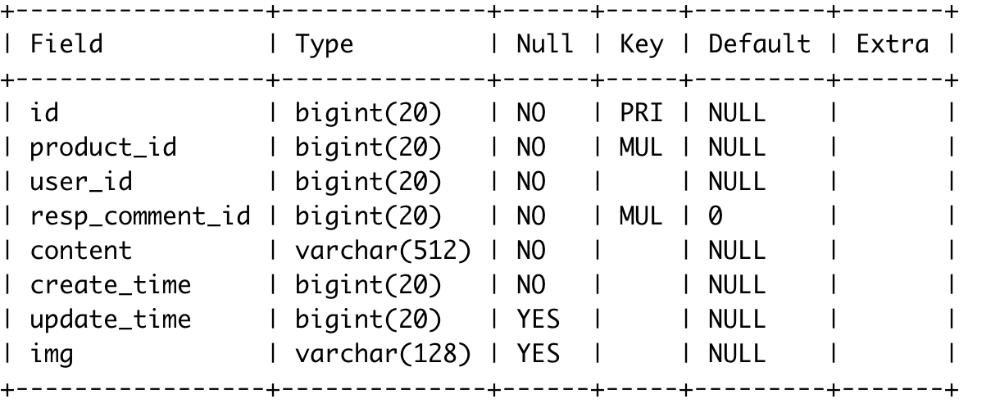 +-----------------+--------------+------+-----+---------+-------+
| Field           | Type         | Null | Key | Default | Extra |
+-----------------+--------------+------+-----+---------+-------+
| id              | bigint(20)   | NO   | PRI | NULL    |       |
| product_id      | bigint(20)   | NO   | MUL | NULL    |       |
| user_id         | bigint(20)   | NO   |     | NULL    |       |
| resp_comment_id | bigint(20)   | NO   | MUL | 0       |       |
| content         | varchar(512) | NO   |     | NULL    |       |
| create_time     | bigint(20)   | NO   |     | NULL    |       |
| update_time     | bigint(20)   | YES  |     | NULL    |       |
| img             | varchar(128) | YES  |     | NULL    |       |
+-----------------+--------------+------+-----+---------+-------+